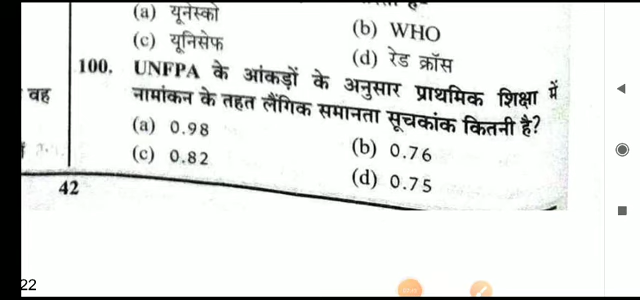 (a) यूनेस्को
(b) WHO
(c) यूनिसेफ
(d) रेड क्रॉस
100. UNFPA के आंकड़ों के अनुसार प्राथमिक शिक्षा में
वह
नामांकन के तहत लैंगिक समानता सूचकांक कितनी है?
(a) 0.98
(b) 0.76
(c) 0.82
(d) 0.75
42
22